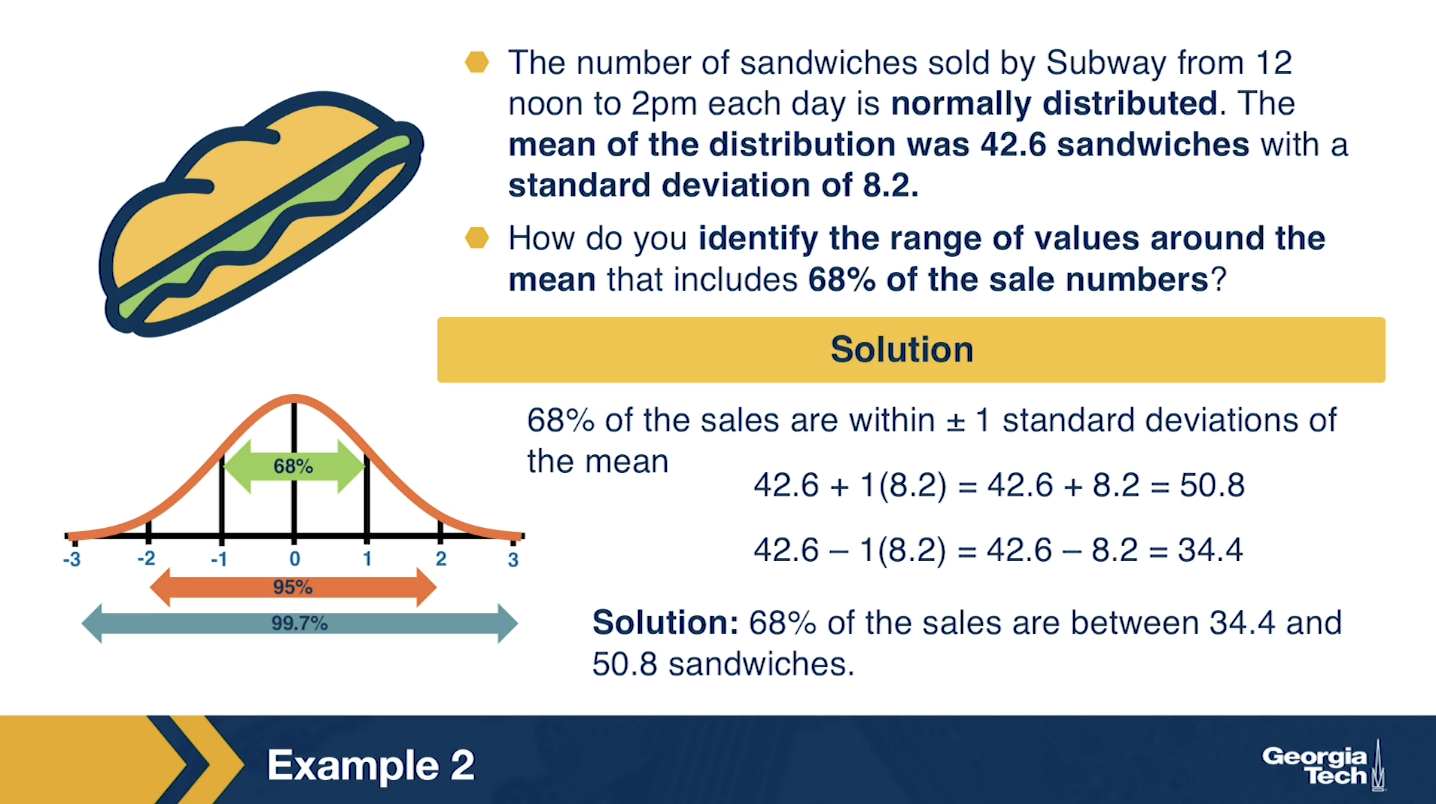 The number of sandwiches sold by Subway from 12
noon to 2pm each day is normally distributed. The
mean of the distribution was 42.6 sandwiches with a
standard deviation of 8.2.
How do you identify the range of values around the
mean that includes 68% of the sale numbers?
Solution
68% of the sales are within ± 1 standard deviations of
the mean
42.6 + 1(8.2) = 42.6 + 8.2 = 50.8
42.6 – 1(8.2) = 42.6 – 8.2 = 34.4
Solution: 68% of the sales are between 34.4 and
50.8 sandwiches.
68%
-3 -2 -1 0 1 2 3
95%
99.7%
Example 2
Georgia
Tech